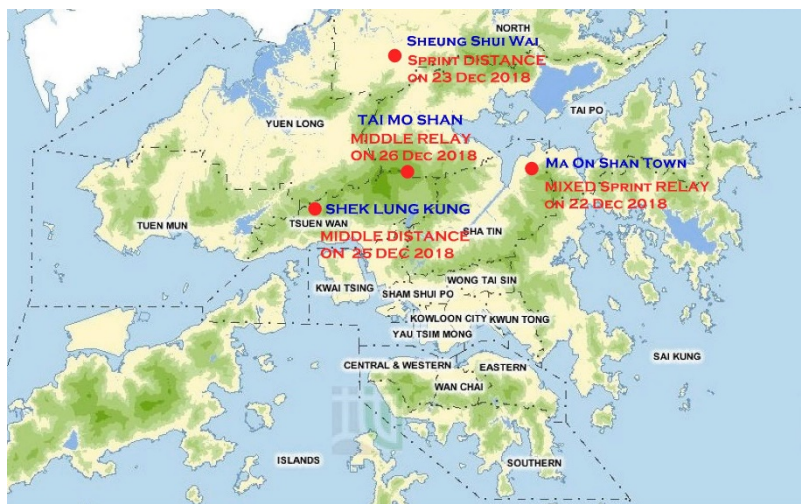 NORTH
Sheung Shui Wai
Sprint DISTANCE
on 23 Dec 2018
TAI PO
YUEN LONG
TAI MO SHAN
MIDDLE RELAY
ON 26 Dec 2018
Ma On Shan Town
MIXED Sprint RELAY
on 22 Dec 2018
SHEK LUNG KUNG
TUEN MUN
TSUEN WAN
MIDDLE DISTANCE
ON 25 DEC 2018
SHA TIN
WONG TAI SIN
KWAI TSING
SHAM SHUI PO
KOWLOON CITY
KWUN TONG
YAU TSIM MONG
SAI KUNG
CENTRAL & WESTERN
EASTERN
WAN CHAI
ISLANDS
SOUTHERN